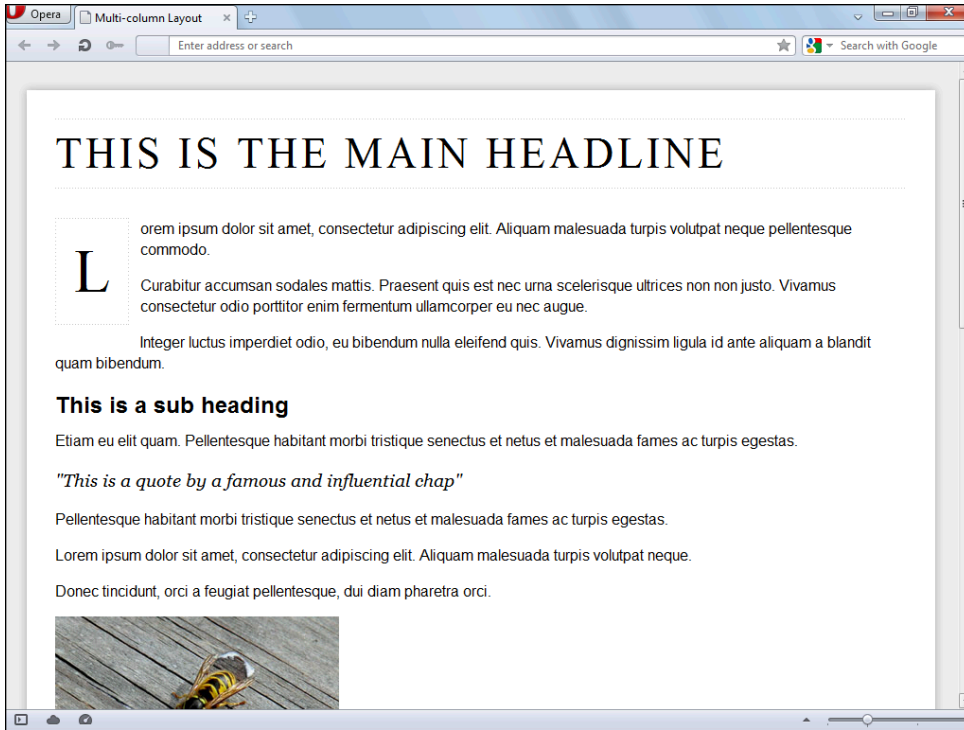 Opera
Multi-column Layout
Enter address or search
Search with Google
THIS IS THE MAIN HEADLINE
Lorem ipsum dolor sit amet, consectetur adipiscing elit. Aliquam malesuada turpis volutpat neque pellentesque
commodo.
Curabitur accumsan sodales mattis. Praesent quis est nec urna scelerisque ultrices non non justo. Vivamus
consectetur odio porttitor enim fermentum ullamcorper eu nec augue.
Integer luctus imperdiet odio, eu bibendum nulla eleifend quis. Vivamus dignissim ligula id ante aliquam a blandit
quam bibendum.
This is a sub heading
Etiam eu elit quam. Pellentesque habitant morbi tristique senectus et netus et malesuada fames ac turpis egestas.
"This is a quote by a famous and influential chap"
Pellentesque habitant morbi tristique senectus et netus et malesuada fames ac turpis egestas.
Lorem ipsum dolor sit amet, consectetur adipiscing elit. Aliquam malesuada turpis volutpat neque.
Donec tincidunt, orci a feugiat pellentesque, dui diam pharetra orci.